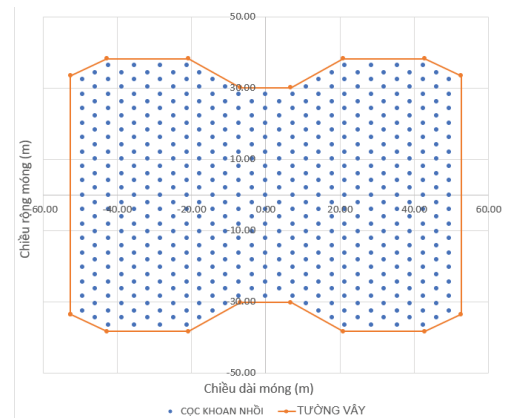 50.00
30.00
10.00
-60.00 -40.00 -20.00 0.00 20.00 40.00 60.00
-10.00
-30.00
-50.00
Chiều rộng móng (m)
Chiều dài móng (m)
CỌC KHOAN NHỒI TƯỜNG VÂY